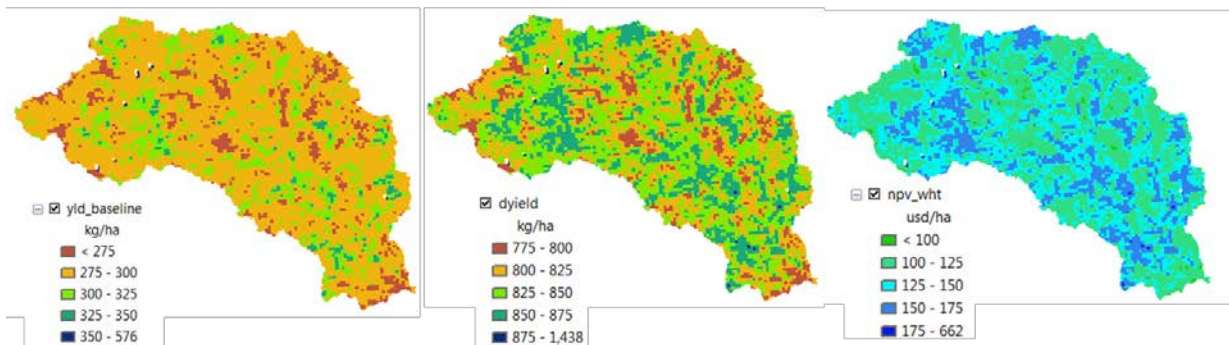 yld_baseline
kg/ha
< 275
275 - 300
300 - 325
325 - 350
350 - 576
dyield
kg/ha
775 - 800
800 - 825
825 - 850
850 - 875
875 - 1,438
npv_wht
usd/ha
< 100
100 - 125
125 - 150
150 - 175
175 - 662